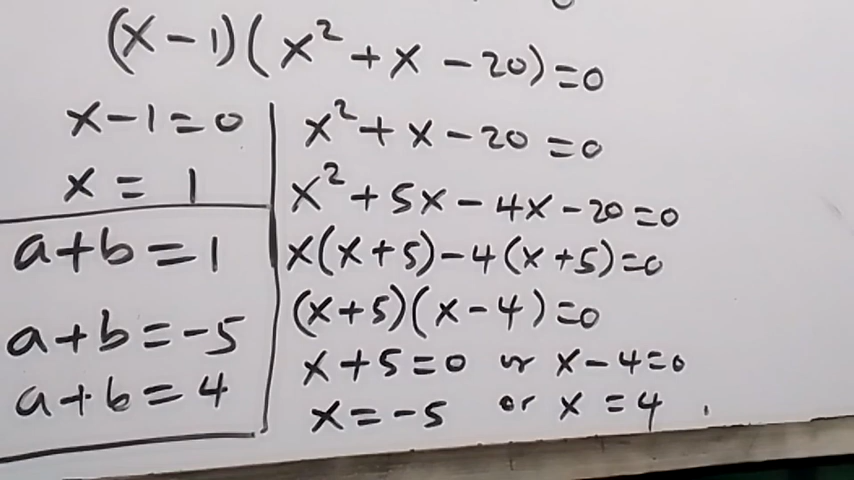 (x-1)(x²+x-20)=0
x-1=0
x=1
a+b=1
a+b=-5
a+b=4
x²+x-20=0
x²+5x-4x-20=0
x(x+5)-4(x+5)=0
(x+5)(x-4)=0
x+5=0 or x-4=0
x=-5 or x=4.